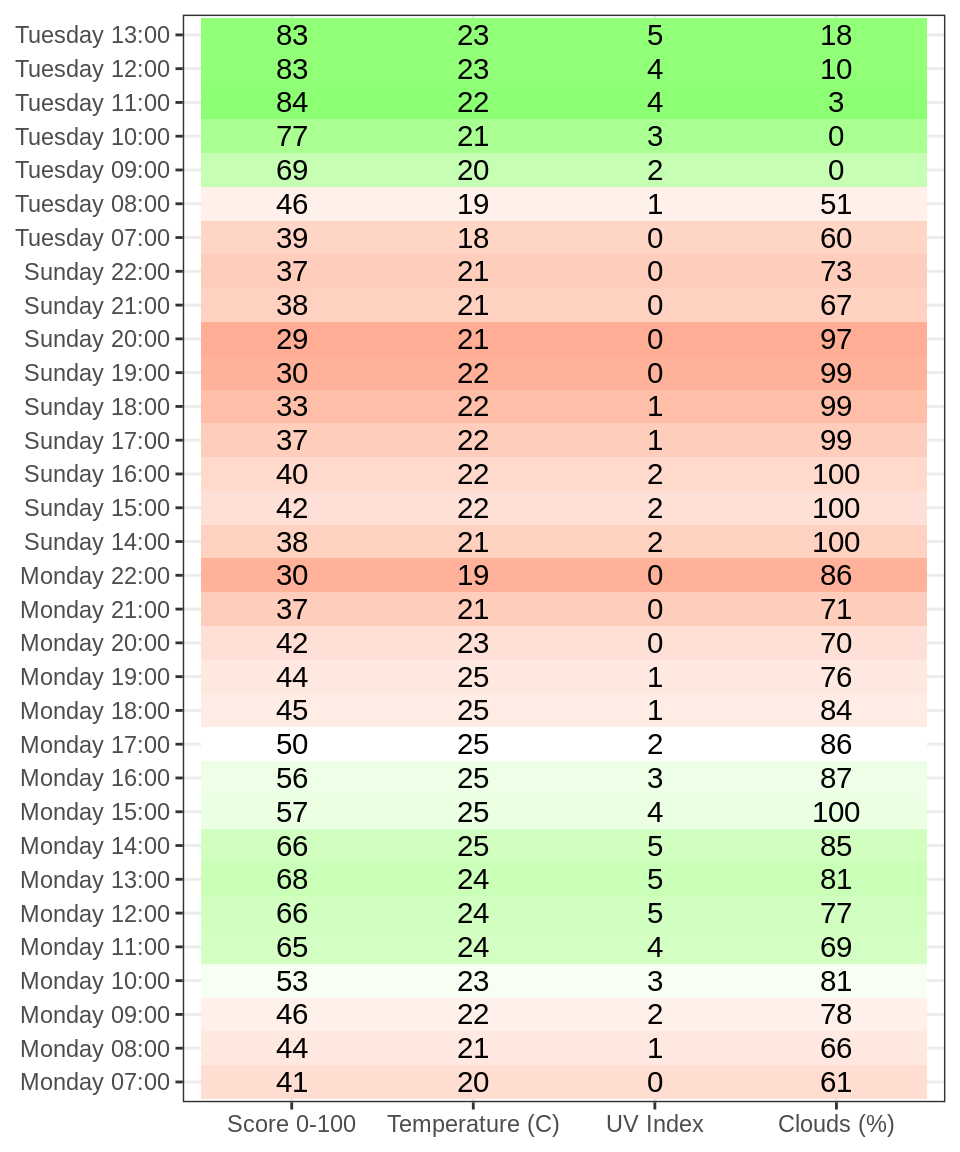 Tuesday 13:00 83 23 5 18
Tuesday 12:00 83 23 4 10
Tuesday 11:00 84 22 4 3
Tuesday 10:00 77 21 3 0
Tuesday 09:00 69 20 2 0
Tuesday 08:00 46 19 1 51
Tuesday 07:00 39 18 0 60
Sunday 22:00 37 21 0 73
Sunday 21:00 38 21 0 67
Sunday 20:00 29 21 0 97
Sunday 19:00 30 22 0 99
Sunday 18:00 33 22 1 99
Sunday 17:00 37 22 1 99
Sunday 16:00 40 22 2 100
Sunday 15:00 42 22 2 100
Sunday 14:00 38 21 2 100
Monday 22:00 30 19 0 86
Monday 21:00 37 21 0 71
Monday 20:00 42 23 0 70
Monday 19:00 44 25 1 76
Monday 18:00 45 25 1 84
Monday 17:00 50 25 2 86
Monday 16:00 56 25 3 87
Monday 15:00 57 25 4 100
Monday 14:00 66 25 5 85
Monday 13:00 68 24 5 81
Monday 12:00 66 24 5 77
Monday 11:00 65 24 4 69
Monday 10:00 53 23 3 81
Monday 09:00 46 22 2 78
Monday 08:00 44 21 1 66
Monday 07:00 41 20 0 61
Score 0-100 Temperature (C) UV Index Clouds (%)